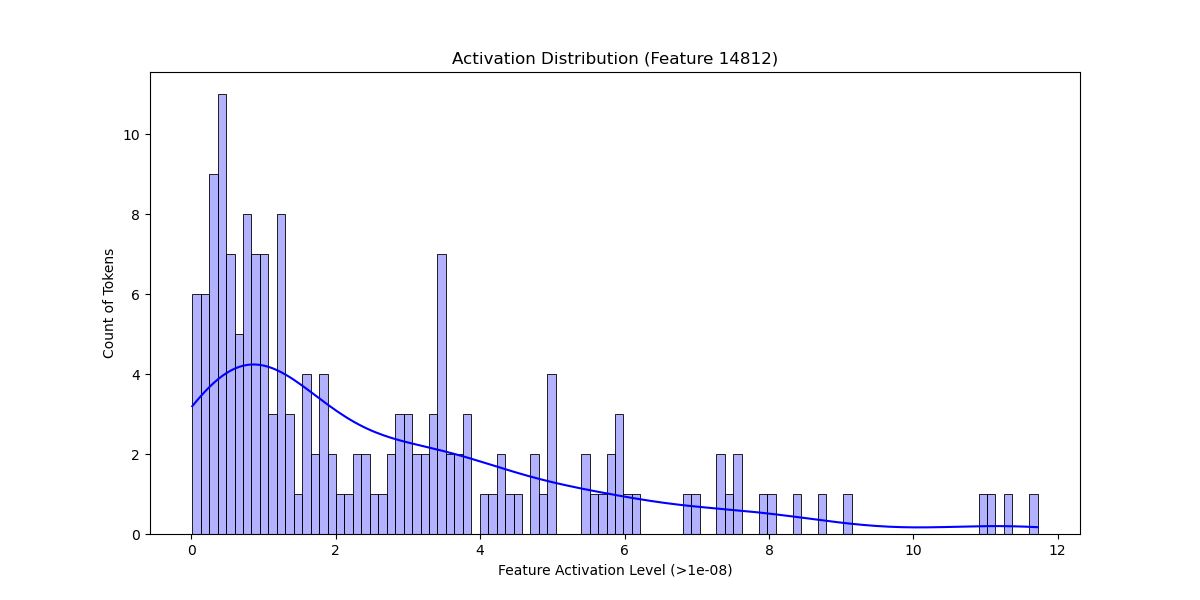 Activation Distribution (Feature 14812)
10
8
6
4
2
0
Count of Tokens
0 2 4 6 8 10 12
Feature Activation Level (>1e-08)